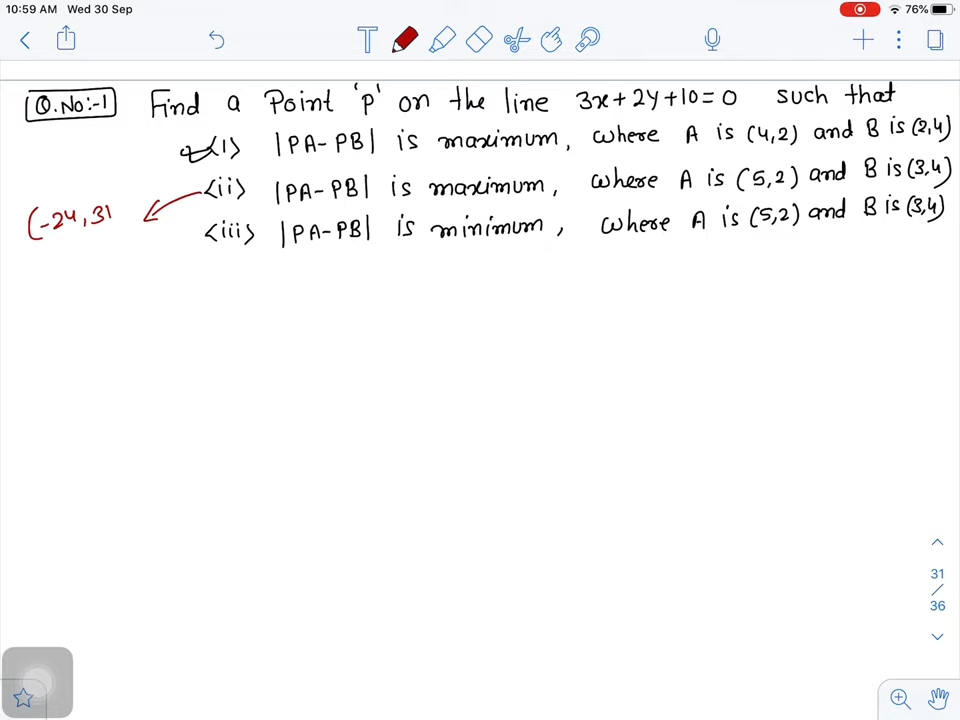 10:59 AM Wed 30 Sep
76%
Q.No:-1 Find a Point 'p' on the line 3x+2y+10=0 such that
<i> |PA-PB| is maximum, where A is (4,2) and B is (2,4)
<ii> |PA-PB| is maximum, where A is (5,2) and B is (3,4)
(-24,31
<iii> |PA-PB| is minimum, where A is (5,2) and B is (3,4)
31
/
36